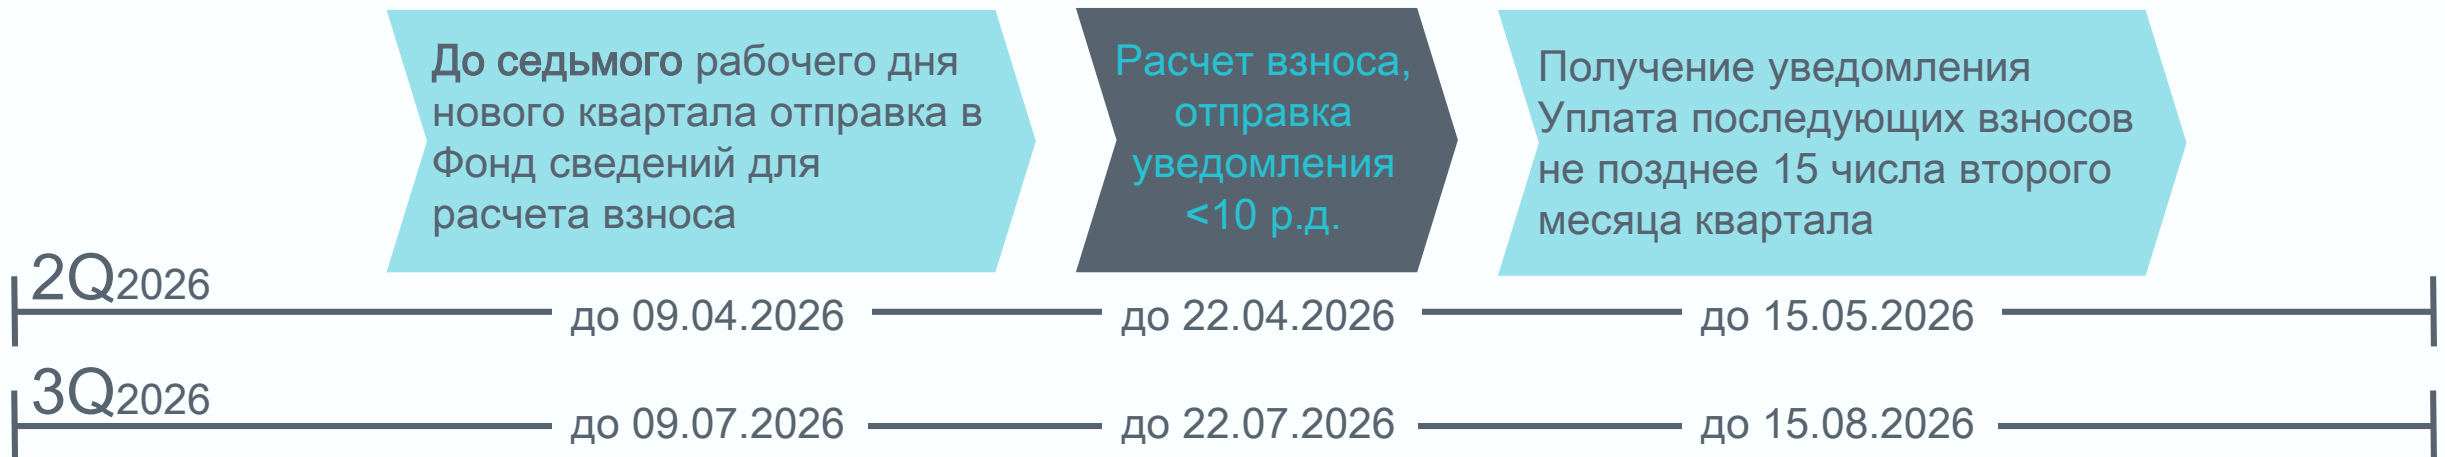 До седьмого рабочего дня
нового квартала отправка в
Фонд сведений для
расчета взноса
Расчет взноса,
отправка
уведомления
<10 р.д.
Получение уведомления
Уплата последующих взносов
не позднее 15 числа второго
месяца квартала
2Q2026
до 09.04.2026
до 22.04.2026
до 15.05.2026
3Q2026
до 09.07.2026
до 22.07.2026
до 15.08.2026